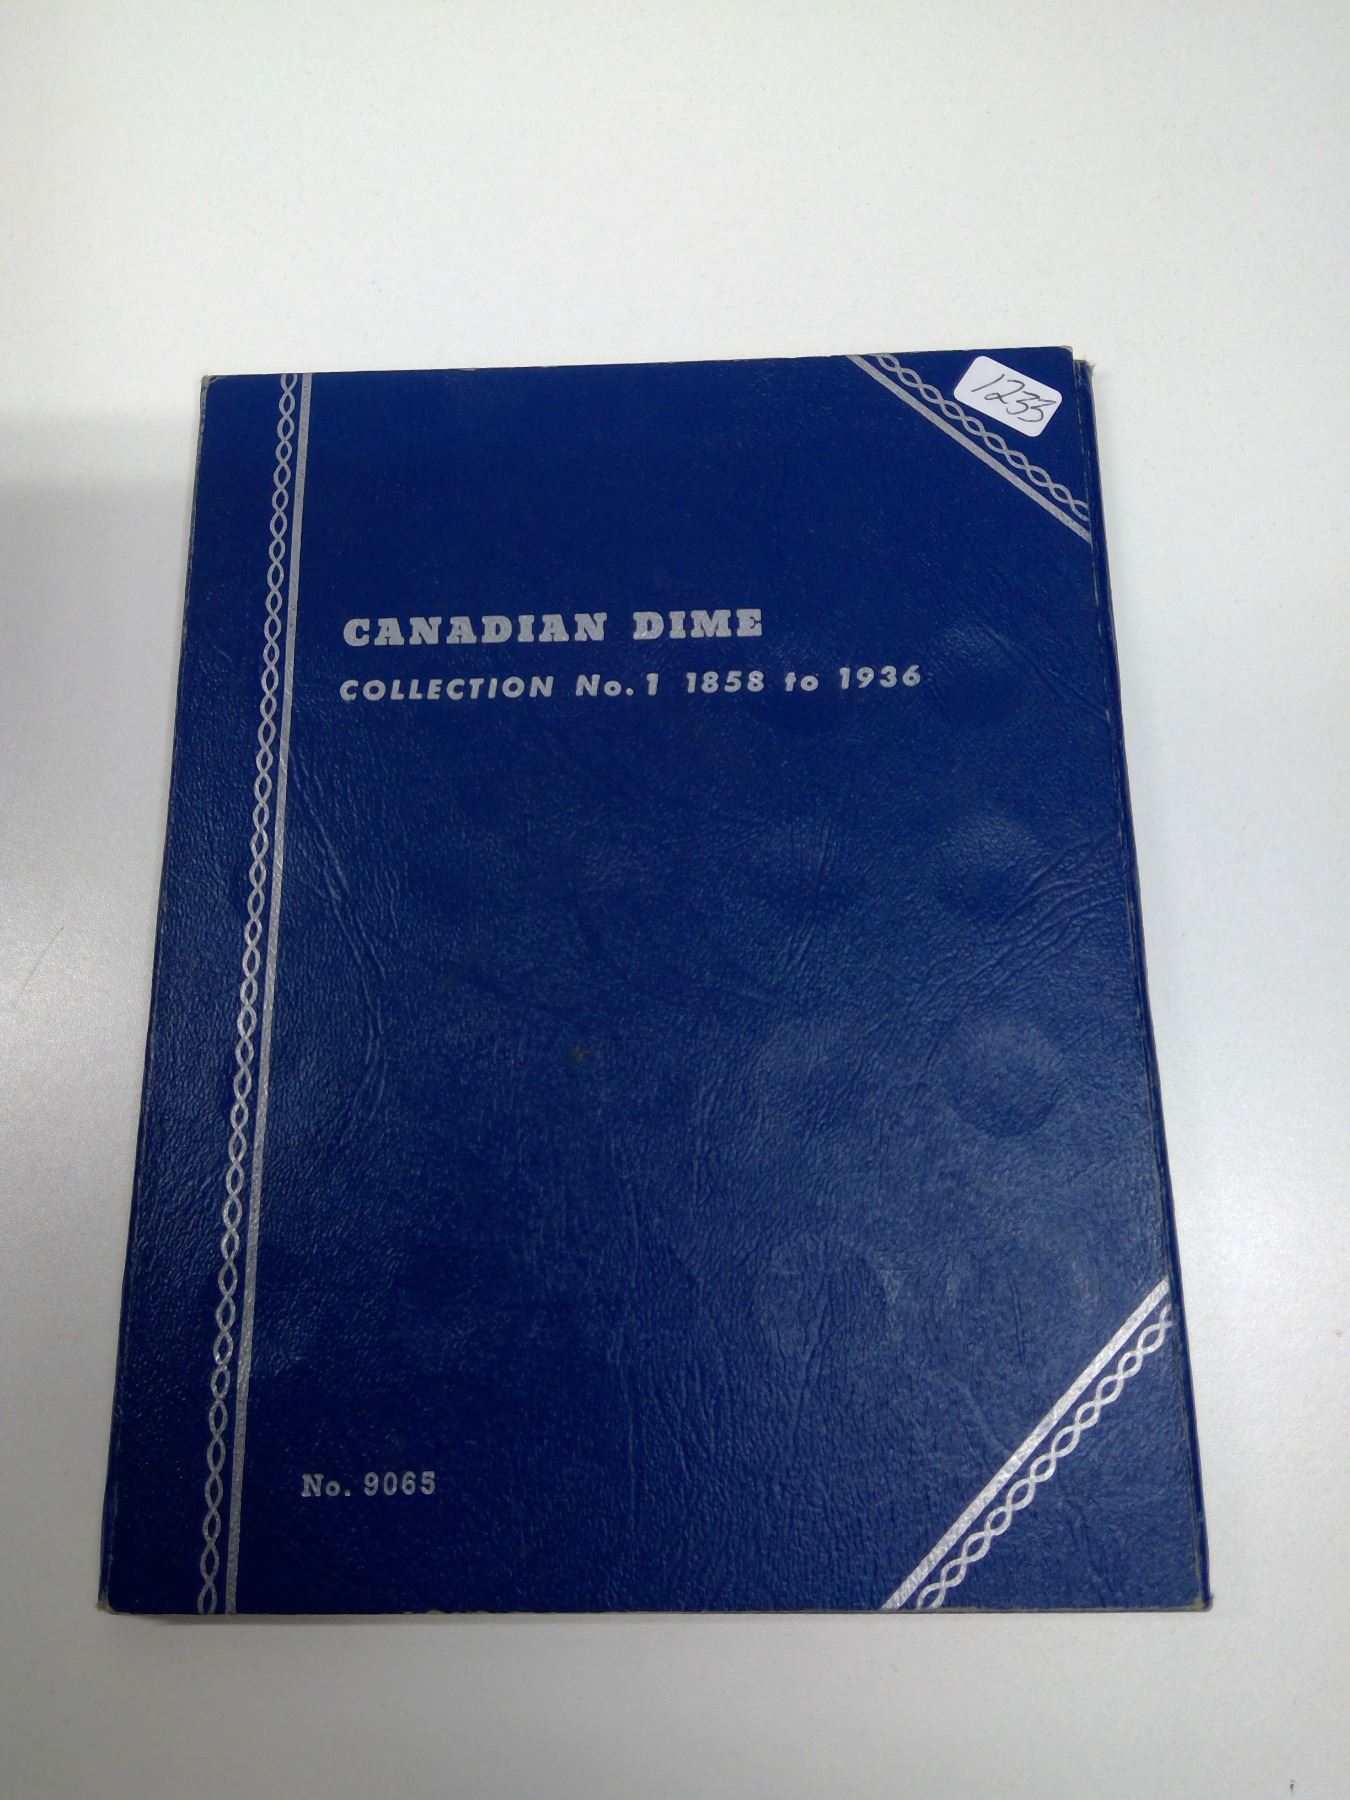 1233
CANADIAN DIME
COLLECTION No. 1 1858 to 1936
No. 9065